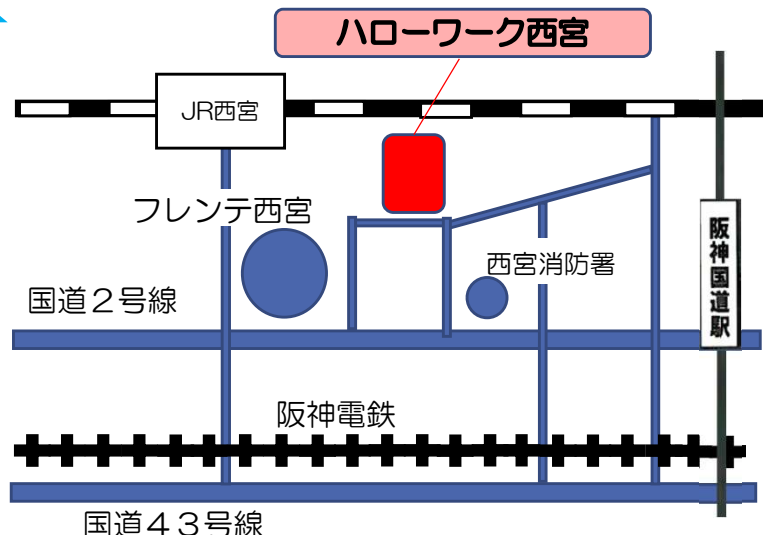 ハローワーク西宮
JR西宮
フレンテ西宮
阪神国道駅
西宮消防署
国道２号線
阪神電鉄
国道４３号線